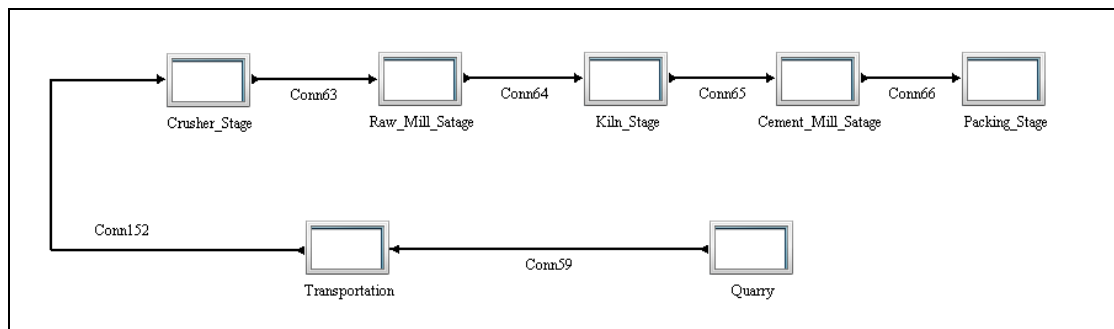 Conn63
Conn64
Conn65
Conn66
Crusher_Stage
Raw_Mill_Satage
Kiln_Stage
Cement_Mill_Satage
Packing_Stage
Conn152
Conn59
Transportation
Quarry